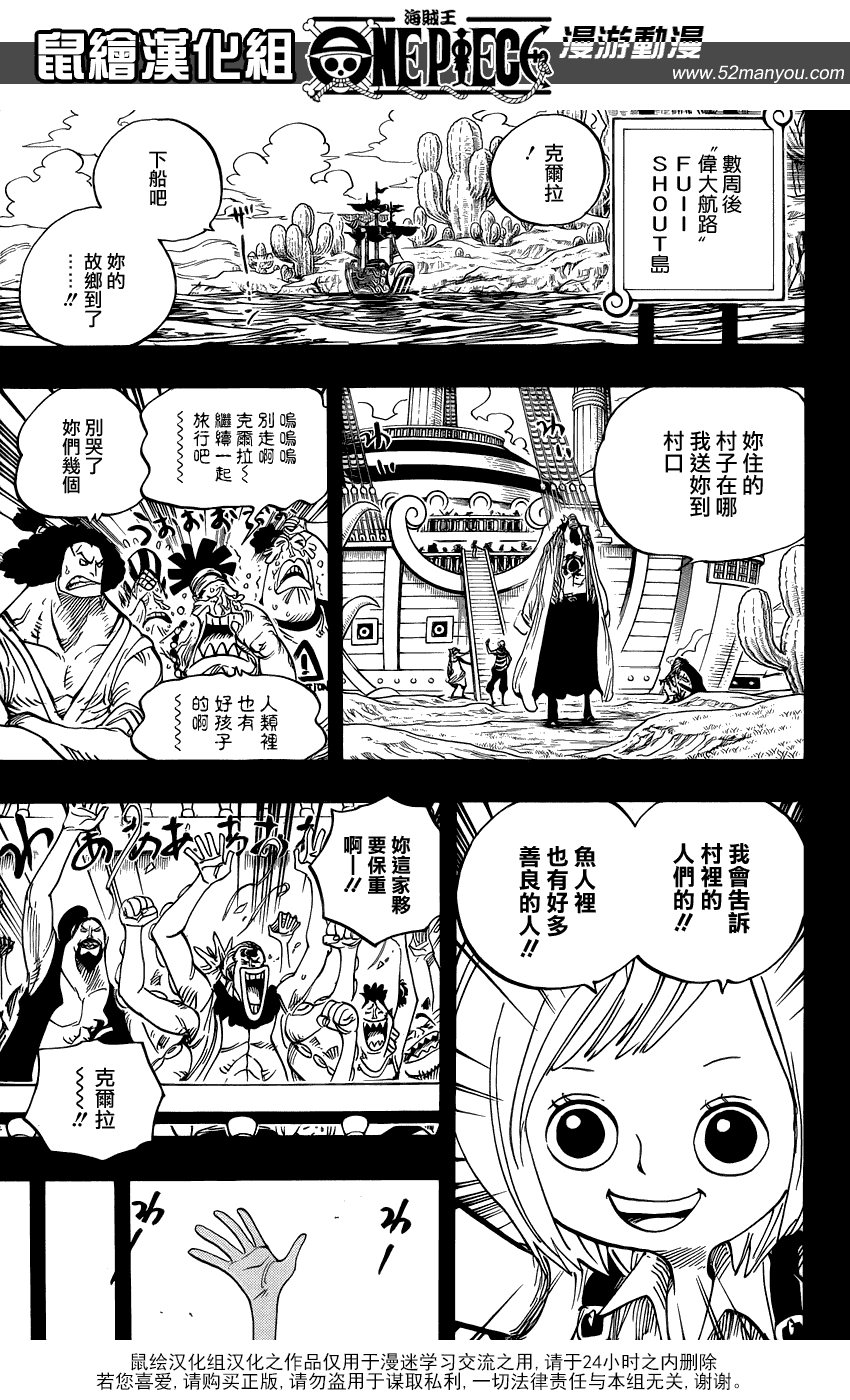 鼠繪漢化組
海賊王
ONE PIECE
漫游動漫
www.52manyou.com
數周後
"偉大航路"
FUll
SHOUT島
克爾拉
!
下船吧
妳的
故鄉到了
……!!
妳住的
村子在哪
我送妳到
村口
嗚嗚嗚
別走啊
克爾拉~
繼續一起
旅行吧
~~~~
別哭了
妳們幾個
うおおおお
人類裡
也有
好孩子
的啊
~~~~
我會告訴
村裡的
人們的!!
魚人裡
也有好多
善良的人!!
妳這家夥
要保重
啊ー!!
克爾拉
~~~!!
鼠绘汉化组汉化之作品仅用于漫迷学习交流之用, 请于24小时之内删除
若您喜爱, 请购买正版, 请勿盗用于谋取私利, 一切法律责任与本组无关, 谢谢。